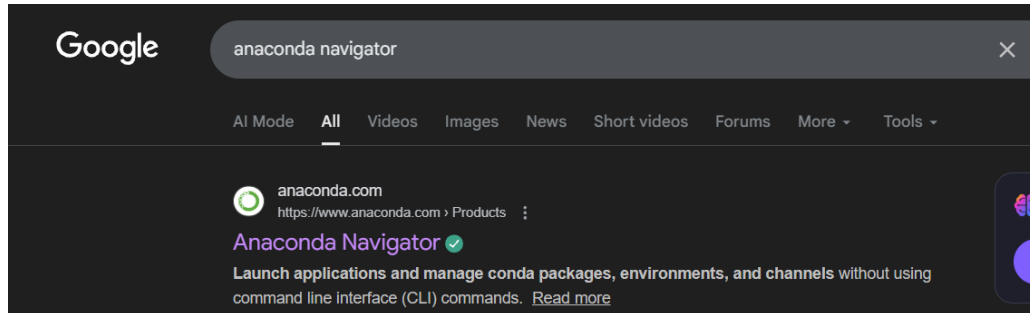 Google
anaconda navigator
AI Mode All Videos Images News Short videos Forums More Tools
anaconda.com
https://www.anaconda.com › Products
Anaconda Navigator
Launch applications and manage conda packages, environments, and channels without using
command line interface (CLI) commands. Read more